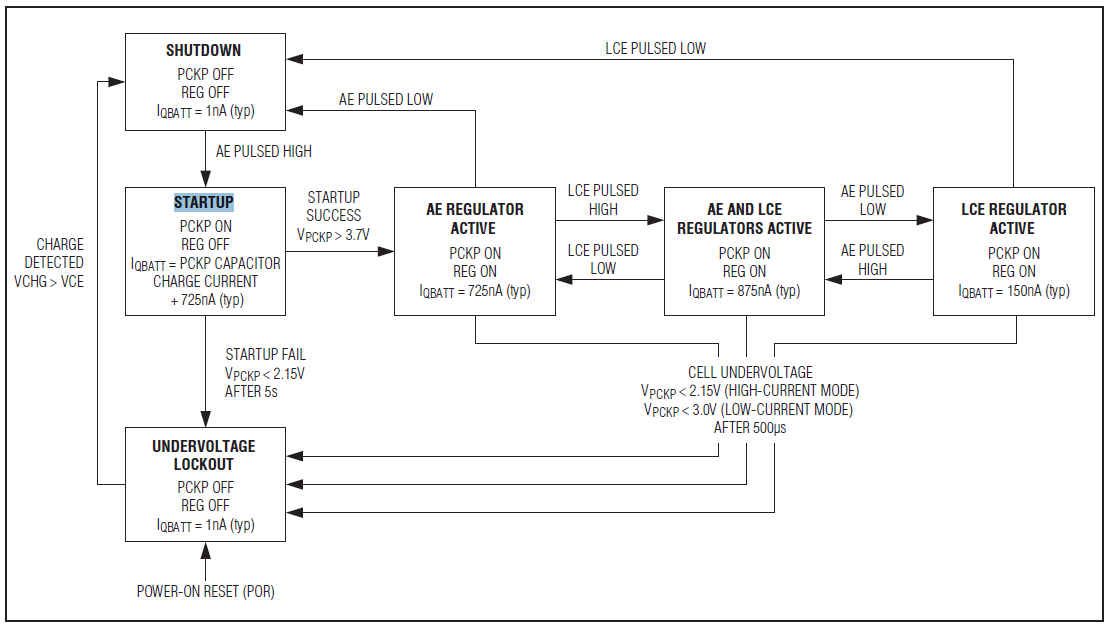 SHUTDOWN
PCKP OFF
REG OFF
IQBATT = 1nA (typ)
LCE PULSED LOW
AE PULSED LOW
AE PULSED HIGH
STARTUP
PCKP ON
REG OFF
IQBATT = PCKP CAPACITOR
CHARGE CURRENT
+ 725nA (typ)
STARTUP
SUCCESS
VPCKP > 3.7V
AE REGULATOR
ACTIVE
PCKP ON
REG ON
IQBATT = 725nA (typ)
LCE PULSED
HIGH
LCE PULSED
LOW
AE AND LCE
REGULATORS ACTIVE
PCKP ON
REG ON
IQBATT = 875nA (typ)
AE PULSED
LOW
AE PULSED
HIGH
LCE REGULATOR
ACTIVE
PCKP ON
REG ON
IQBATT = 150nA (typ)
CHARGE
DETECTED
VCHG > VCE
STARTUP FAIL
VPCKP < 2.15V
AFTER 5s
CELL UNDERVOLTAGE
VPCKP < 2.15V (HIGH-CURRENT MODE)
VPCKP < 3.0V (LOW-CURRENT MODE)
AFTER 500µs
UNDERVOLTAGE
LOCKOUT
PCKP OFF
REG OFF
IQBATT = 1nA (typ)
POWER-ON RESET (POR)